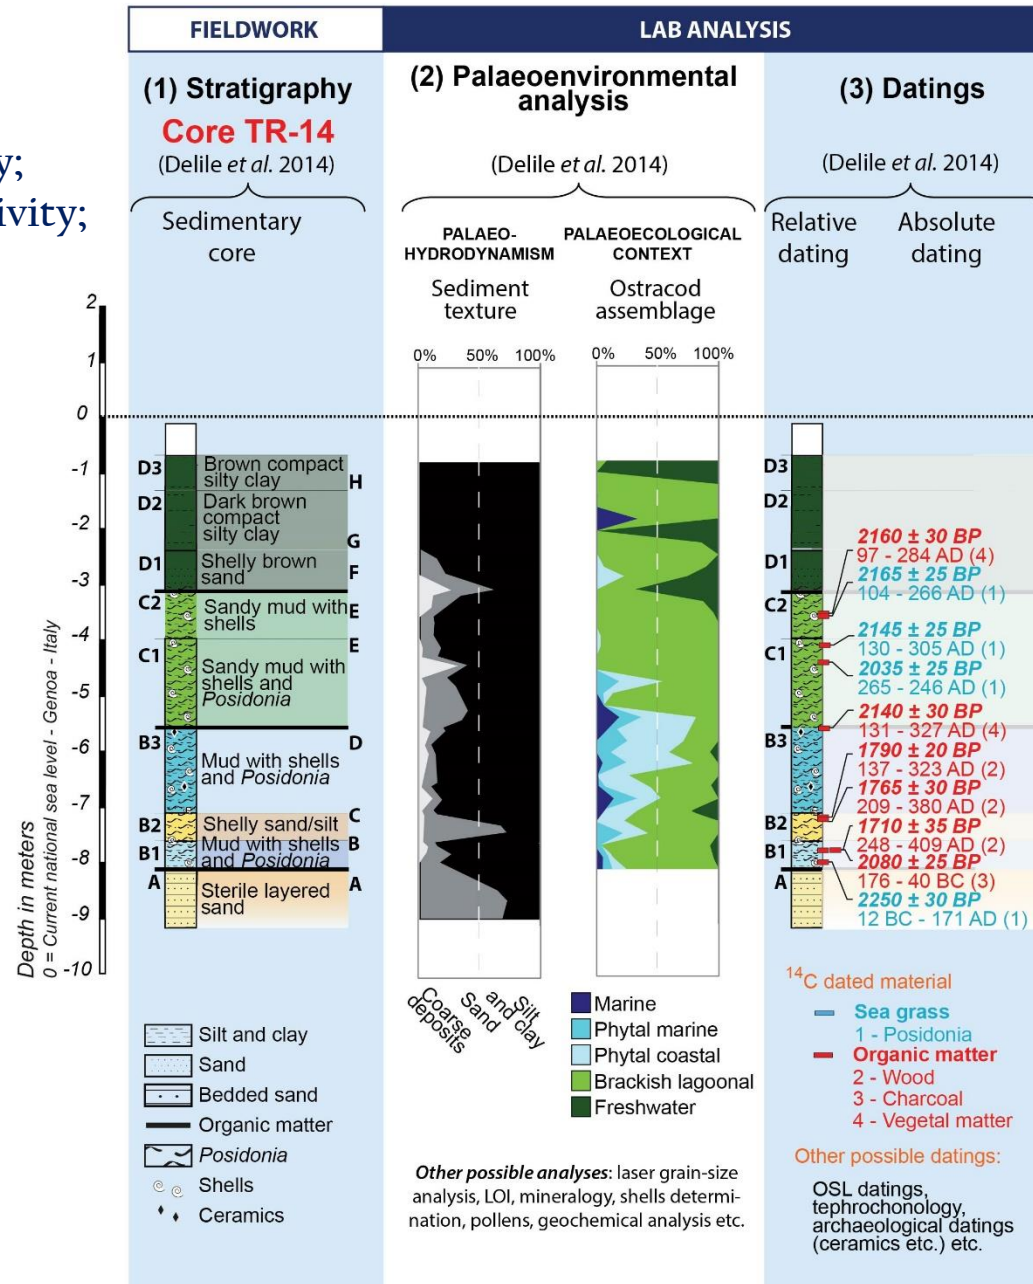 FIELDWORK
LAB ANALYSIS
(1) Stratigraphy
Core TR-14
(Delile et al. 2014)
Sedimentary
core
(2) Palaeoenvironmental
analysis
(Delile et al. 2014)
PALAEO-
HYDRODYNAMISM
Sediment
texture
PALAEOECOLOGICAL
CONTEXT
Ostracod
assemblage
(3) Datings
(Delile et al. 2014)
Relative
dating
Absolute
dating
y;
ivity;
0% 50% 100%
0% 50% 100%
2
1
0
-1
-2
-3
-4
-5
-6
-7
-8
-9
-10
Depth in meters
0 = Current national sea level - Genoa - Italy
D3
Brown compact
silty clay
H
D2
Dark brown
compact
silty clay
G
D1
Shelly brown
sand
F
C2
Sandy mud with
shells
E
C1
E
Sandy mud with
shells and
Posidonia
B3
D
Mud with shells
and Posidonia
B2
Shelly sand/silt
C
B1
Mud with shells
and Posidonia
B
A
Sterile layered
sand
A
D3
D2
D1
C2
C1
B3
B2
B1
A
2160 ± 30 BP
97 - 284 AD (4)
2165 ± 25 BP
104 - 266 AD (1)
2145 ± 25 BP
130 - 305 AD (1)
2035 ± 25 BP
265 - 246 AD (1)
2140 ± 30 BP
131 - 327 AD (4)
1790 ± 20 BP
137 - 323 AD (2)
1765 ± 30 BP
209 - 380 AD (2)
1710 ± 35 BP
248 - 409 AD (2)
2080 ± 25 BP
176 - 40 BC (3)
2250 ± 30 BP
12 BC - 171 AD (1)
Silt and clay
Sand
Bedded sand
Organic matter
Posidonia
Shells
Ceramics
Coarse
deposits
Sand
Silt
and clay
Marine
Phytal marine
Phytal coastal
Brackish lagoonal
Freshwater
Other possible analyses: laser grain-size
analysis, LOI, mineralogy, shells determi-
nation, pollens, geochemical analysis etc.
14C dated material
Sea grass
1 - Posidonia
Organic matter
2 - Wood
3 - Charcoal
4 - Vegetal matter
Other possible datings:
OSL datings,
tephrochonology,
archaeological datings
(ceramics etc.) etc.